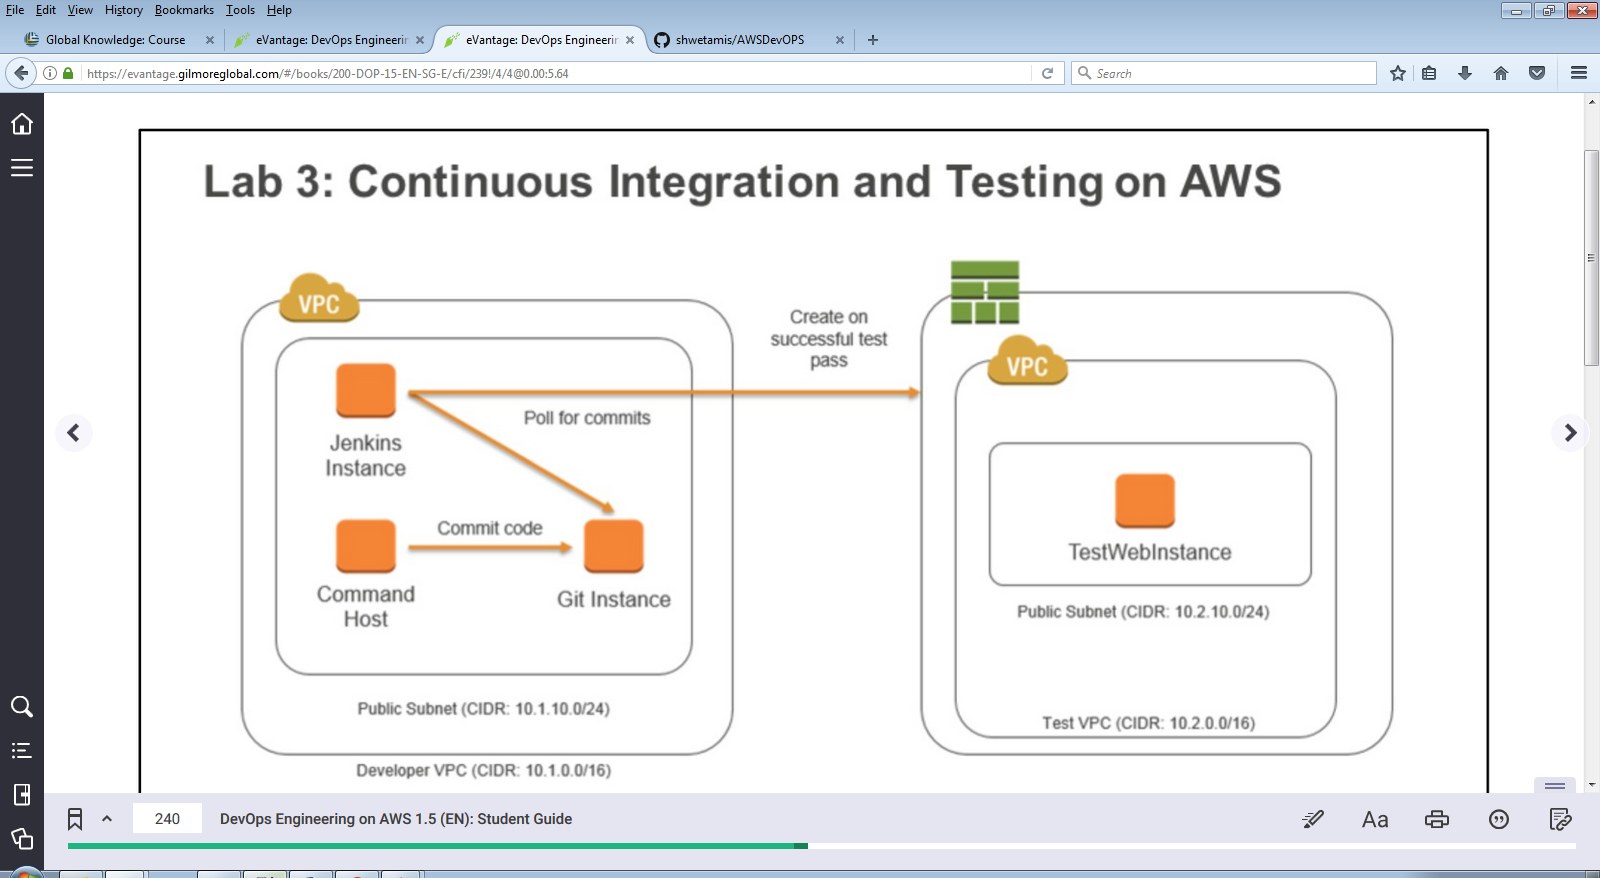 File Edit View History Bookmarks Tools Help
Global Knowledge: Course
eVantage: DevOps Engineerin
eVantage: DevOps Engineerin
shwetamis/AWSDevOPS
https://evantage.gilmoreglobal.com/#/books/200-DOP-15-EN-SG-E/cfi/239!/4/4@0.00:5.64
Search
Lab 3: Continuous Integration and Testing on AWS
VPC
Create on
successful test
pass
VPC
Poll for commits
Jenkins
Instance
Commit code
Command
Host
Git Instance
TestWebInstance
Public Subnet (CIDR: 10.2.10.0/24)
Public Subnet (CIDR: 10.1.10.0/24)
Test VPC (CIDR: 10.2.0.0/16)
Developer VPC (CIDR: 10.1.0.0/16)
240
DevOps Engineering on AWS 1.5 (EN): Student Guide
Aa